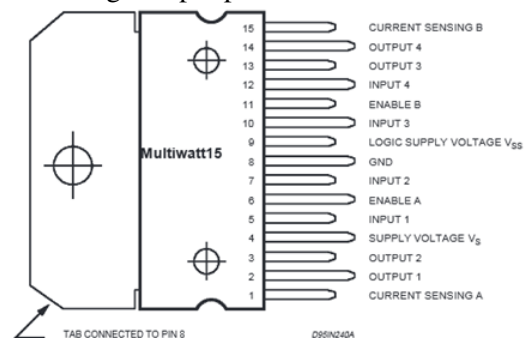 15 CURRENT SENSING B
14 OUTPUT 4
13 OUTPUT 3
12 INPUT 4
11 ENABLE B
10 INPUT 3
9 LOGIC SUPPLY VOLTAGE VSS
Multiwatt15
8 GND
7 INPUT 2
6 ENABLE A
5 INPUT 1
4 SUPPLY VOLTAGE VS
3 OUTPUT 2
2 OUTPUT 1
1 CURRENT SENSING A
TAB CONNECTED TO PIN 8
D95IN240A